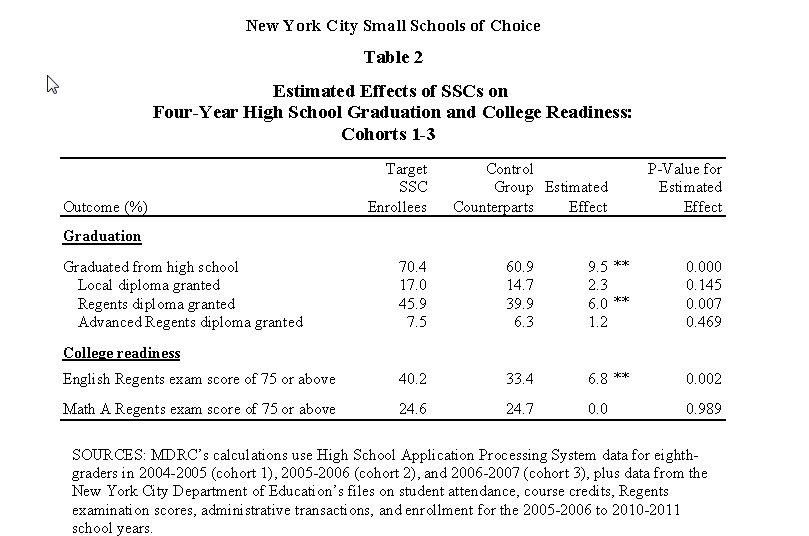 New York City Small Schools of Choice
Table 2
Estimated Effects of SSCs on
Four-Year High School Graduation and College Readiness:
Cohorts 1-3
Target Control P-Value for
SSC Group Estimated Estimated
Outcome (%) Enrollees Counterparts Effect Effect
Graduation
Graduated from high school 70.4 60.9 9.5 ** 0.000
Local diploma granted 17.0 14.7 2.3 0.145
Regents diploma granted 45.9 39.9 6.0 ** 0.007
Advanced Regents diploma granted 7.5 6.3 1.2 0.469
College readiness
English Regents exam score of 75 or above 40.2 33.4 6.8 ** 0.002
Math A Regents exam score of 75 or above 24.6 24.7 0.0 0.989
SOURCES: MDRC's calculations use High School Application Processing System data for eighth-
graders in 2004-2005 (cohort 1), 2005-2006 (cohort 2), and 2006-2007 (cohort 3), plus data from the
New York City Department of Education's files on student attendance, course credits, Regents
examination scores, administrative transactions, and enrollment for the 2005-2006 to 2010-2011
school years.